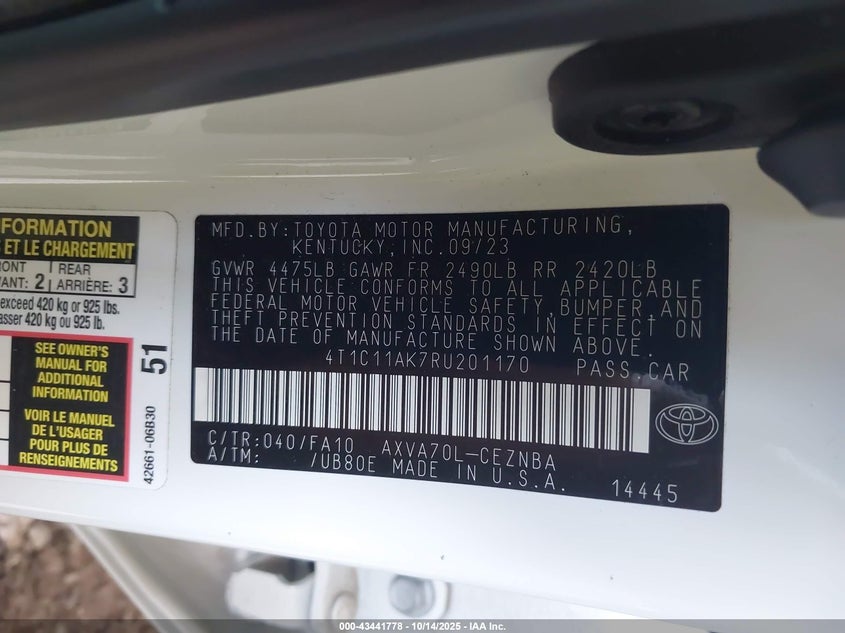 FORMATION
ET LE CHARGEMENT
ONT REAR
VANT: 2 ARRIÈRE: 3
exceed 420 kg or 925 lbs.
asser 420 kg ou 925 lb.
SEE OWNER'S
MANUAL FOR
ADDITIONAL
INFORMATION
VOIR LE MANUEL
DE L'USAGER
POUR PLUS DE
RENSEIGNEMENTS
51
42661-06B30
MFD.BY:TOYOTA MOTOR MANUFACTURING,
KENTUCKY,INC.09/23
GVWR 4475LB GAWR FR 2490LB RR 2420LB
THIS VEHICLE CONFORMS TO ALL APPLICABLE
FEDERAL MOTOR VEHICLE SAFETY,BUMPER,AND
THEFT PREVENTION STANDARDS IN EFFECT ON
THE DATE OF MANUFACTURE SHOWN ABOVE.
4T1C11AK7RU201170 PASS.CAR
C/TR:040/FA10 AXVA70L-CEZNBA
A/TM: /UB80E MADE IN U.S.A.
14445
000-43441778 - 10/14/2025 - IAA Inc.